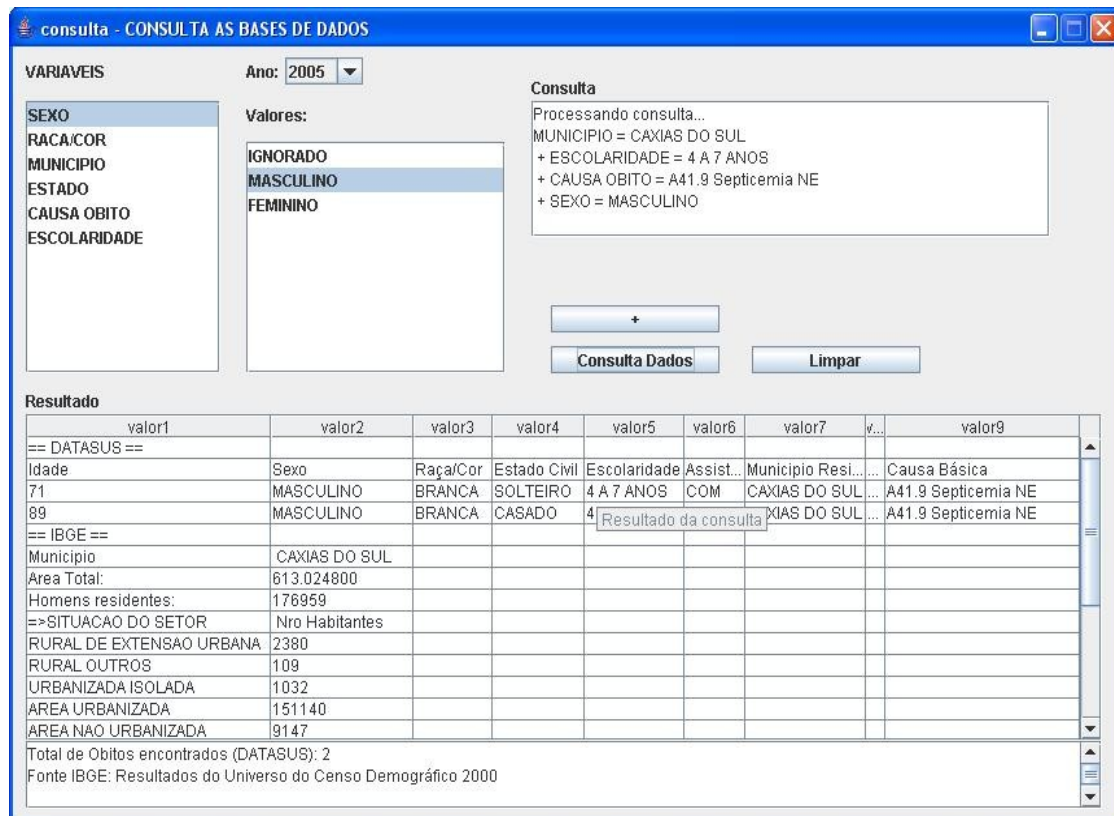 consulta - CONSULTA AS BASES DE DADOS
VARIAVEIS
Ano: 2005
SEXO
RACA/COR
MUNICIPIO
ESTADO
CAUSA OBITO
ESCOLARIDADE
Valores:
IGNORADO
MASCULINO
FEMININO
Consulta
Processando consulta...
MUNICIPIO = CAXIAS DO SUL
+ ESCOLARIDADE = 4 A 7 ANOS
+ CAUSA OBITO = A41.9 Septicemia NE
+ SEXO = MASCULINO
+
Consulta Dados Limpar
Resultado
valor1 valor2 valor3 valor4 valor5 valor6 valor7 v... valor9
== DATASUS ==
Idade Sexo Raça/Cor Estado Civil Escolaridade Assist... Municipio Resi... ... Causa Básica
71 MASCULINO BRANCA SOLTEIRO 4 A 7 ANOS COM CAXIAS DO SUL ... A41.9 Septicemia NE
89 MASCULINO BRANCA CASADO 4 Resultado da consulta XIAS DO SUL ... A41.9 Septicemia NE
== IBGE ==
Municipio CAXIAS DO SUL
Area Total: 613.024800
Homens residentes: 176959
=>SITUACAO DO SETOR Nro Habitantes
RURAL DE EXTENSAO URBANA 2380
RURAL OUTROS 109
URBANIZADA ISOLADA 1032
AREA URBANIZADA 151140
AREA NAO URBANIZADA 9147
Total de Obitos encontrados (DATASUS): 2
Fonte IBGE: Resultados do Universo do Censo Demográfico 2000